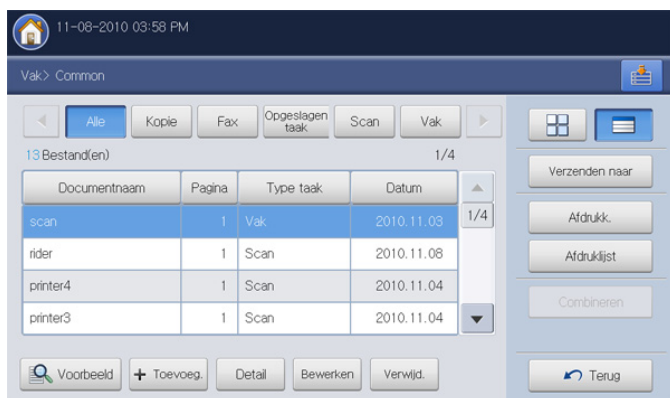 11-08-2010 03:58 PM
Vak> Common
Alle Kopie Fax Opgeslagen taak Scan Vak
13 Bestand(en) 1/4
Documentnaam Pagina Type taak Datum
scan 1 Vak 2010.11.03 1/4
rider 1 Scan 2010.11.08
printer4 1 Scan 2010.11.04
printer3 1 Scan 2010.11.04
Voorbeeld + Toevoeg. Detail Bewerken Verwijd.
Verzenden naar
Afdrukk.
Afdruklijst
Combineren
Terug